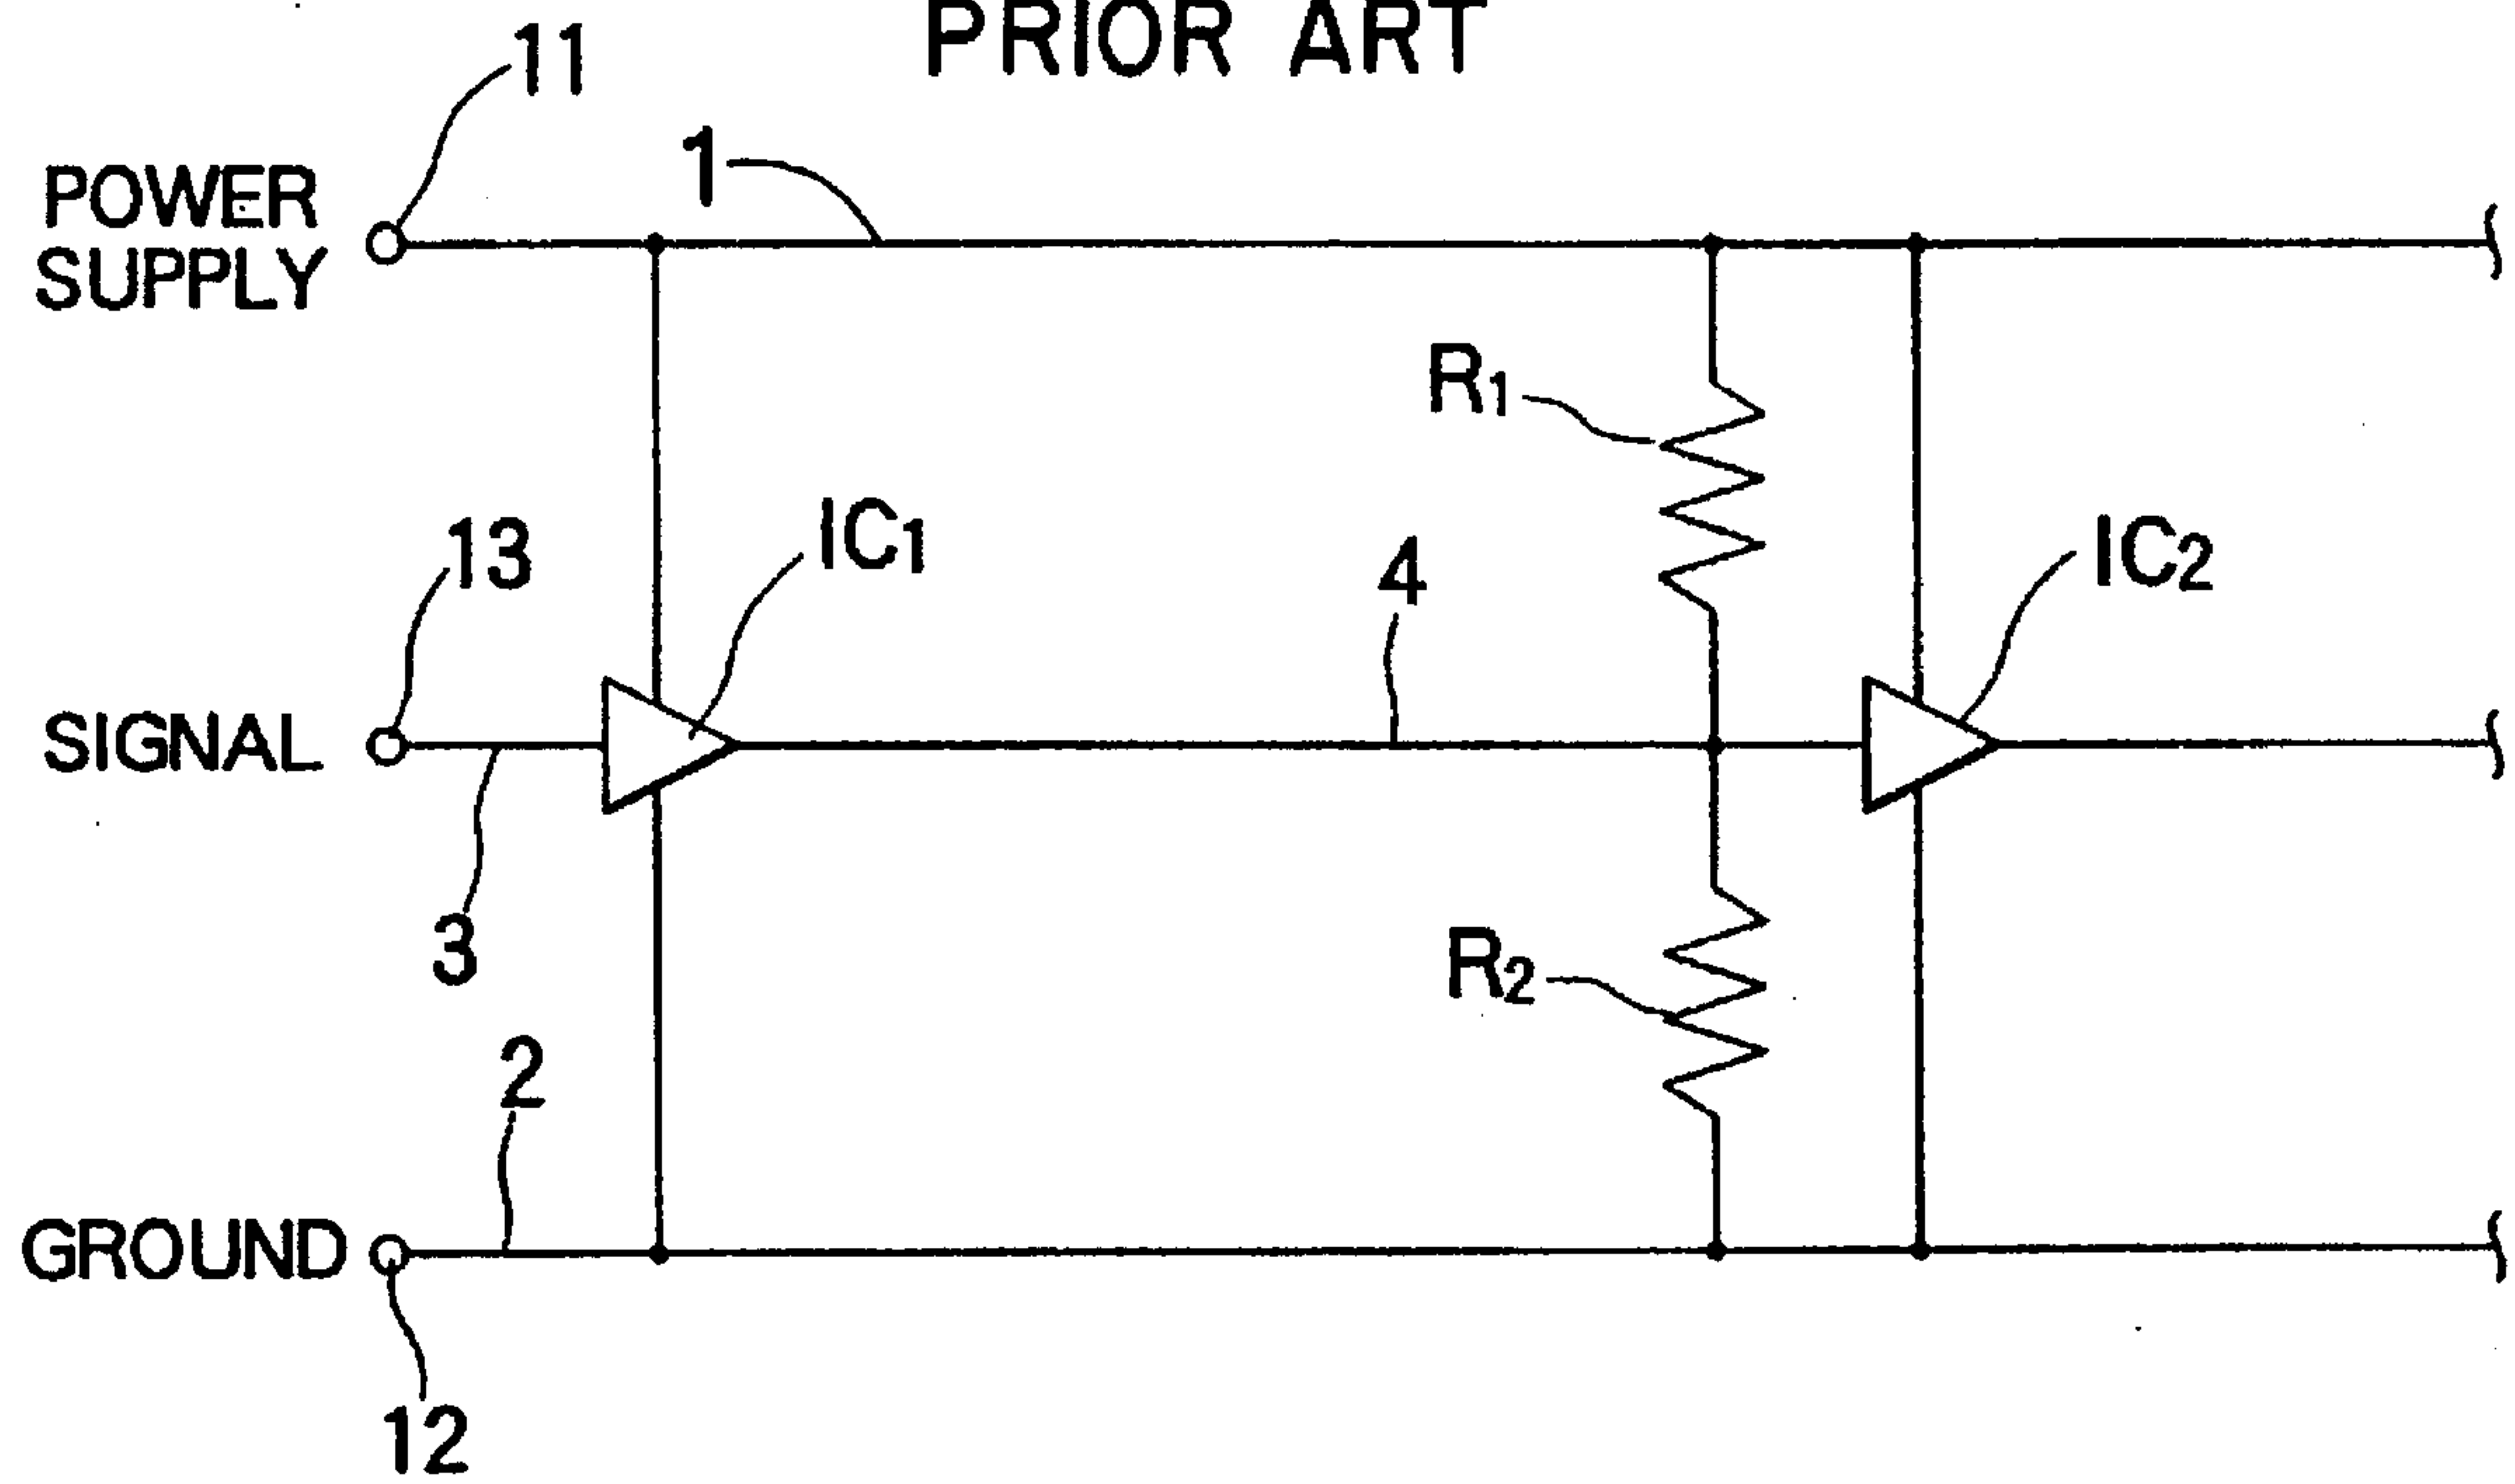 PRIOR ART
11
1
POWER
SUPPLY
R1
IC1
13
4
IC2
SIGNAL
3
R2
2
GROUND
12